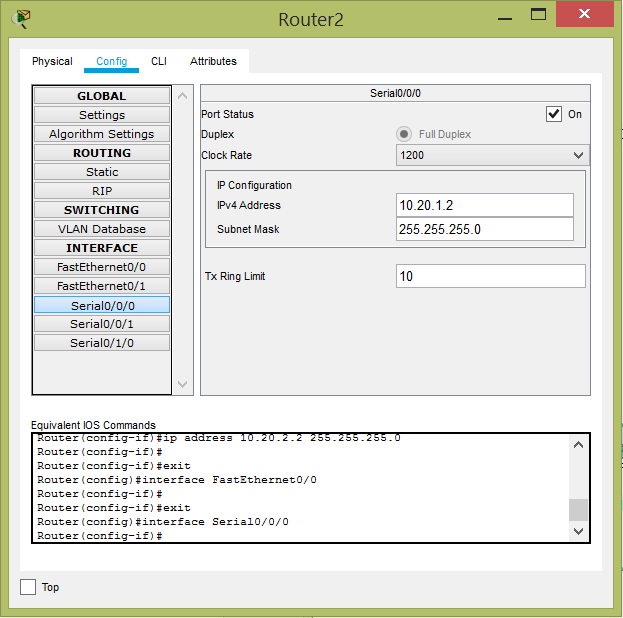 Router2
Physical Config CLI Attributes
GLOBAL
Settings
Algorithm Settings
ROUTING
Static
RIP
SWITCHING
VLAN Database
INTERFACE
FastEthernet0/0
FastEthernet0/1
Serial0/0/0
Serial0/0/1
Serial0/1/0
Serial0/0/0
Port Status On
Duplex Full Duplex
Clock Rate 1200
IP Configuration
IPv4 Address 10.20.1.2
Subnet Mask 255.255.255.0
Tx Ring Limit 10
Equivalent IOS Commands
Router(config-if)#ip address 10.20.2.2 255.255.255.0
Router(config-if)#
Router(config-if)#exit
Router(config)#interface FastEthernet0/0
Router(config-if)#
Router(config-if)#exit
Router(config)#interface Serial0/0/0
Router(config-if)#
Top